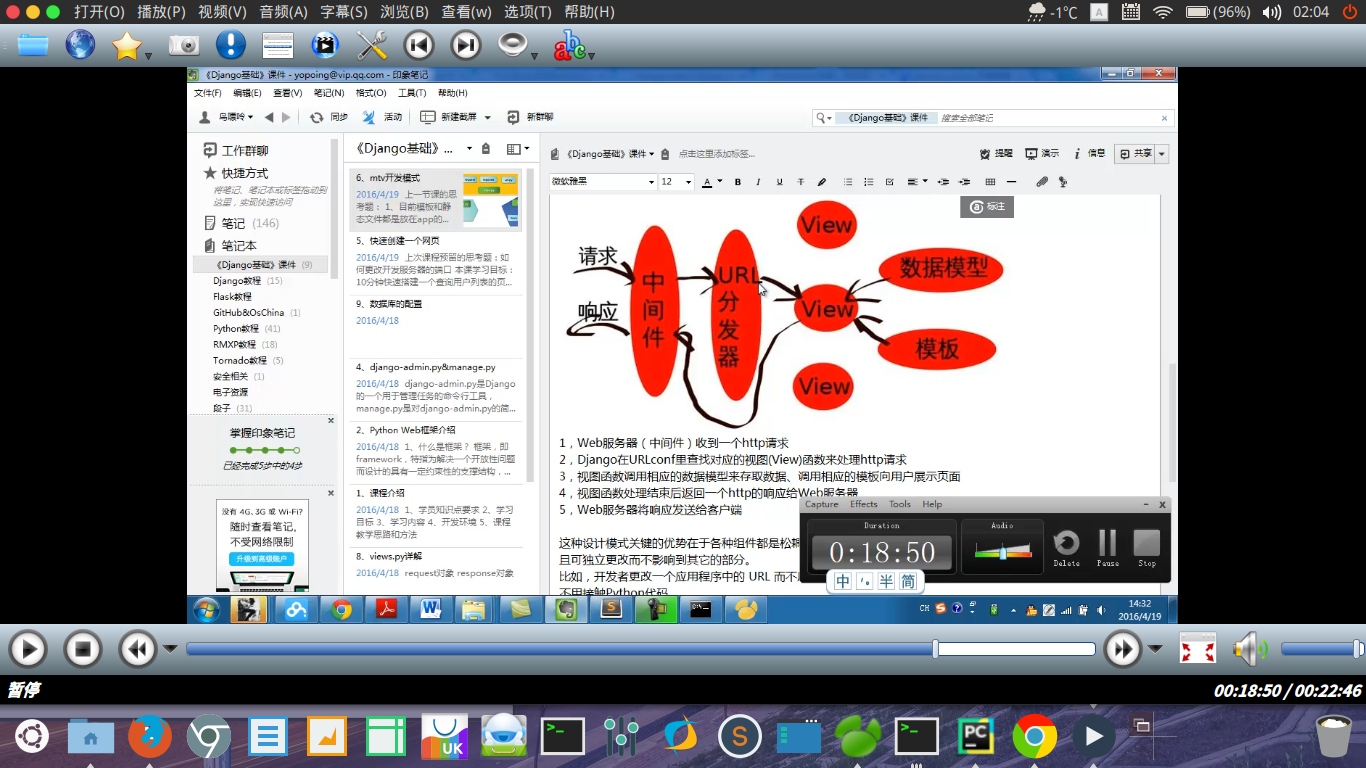 打开(O) 播放(P) 视频(V) 音频(A) 字幕(S) 浏览(B) 查看(w) 选项(T) 帮助(H)
-1°C A (96%) 02:04
abc
《Django基础》课件 - yopoing@vip.qq.com - 印象笔记
文件(F) 编辑(E) 查看(V) 笔记(N) 格式(O) 工具(T) 帮助(H)
乌嘌呤 同步 活动 新建截屏 新群聊
《Django基础》课件 搜索全部笔记
工作群聊
快捷方式
将笔记、笔记本或标签拖动到
这里，实现快速访问
笔记 (146)
笔记本
《Django基础》课件 (9)
Django教程 (15)
Flask教程
GitHub&OsChina (1)
Python教程 (41)
RMXP教程 (18)
Tornado教程 (5)
安全相关 (1)
电子资源
段子 (31)
掌握印象笔记
已经完成5步中的4步
没有 4G、3G 或 Wi-Fi?
随时查看笔记，
不受网络限制
升级到高级帐户
《Django基础》...
6、mtv开发模式
2016/4/19 上一节课的思
考题： 1、目前模板和静
态文件都是放在app的...
5、快速创建一个网页
2016/4/19 上次课程预留的思考题：如
何更改开发服务器的端口 本课学习目标：
10分钟快速搭建一个查询用户列表的页...
9、数据库的配置
2016/4/18
4、django-admin.py&manage.py
2016/4/18 django-admin.py是Django
的一个用于管理任务的命令行工具，
manage.py是对django-admin.py的简...
2、Python Web框架介绍
2016/4/18 1、什么是框架？ 框架，即
framework，特指为解决一个开放性问题
而设计的具有一定约束性的支撑结构，...
1、课程介绍
2016/4/18 1、学员知识点要求 2、学习
目标 3、学习内容 4、开发环境 5、课程
教学思路和方法
8、views.py详解
2016/4/18 request对象 response对象
《Django基础》课件 点击这里添加标签...
提醒 演示 信息 共享
微软雅黑 12 A B I U T
标注
请求
响应
中间件
URL分发器
View
View
View
数据模型
模板
1，Web服务器（中间件）收到一个http请求
2，Django在URLconf里查找对应的视图(View)函数来处理http请求
3，视图函数调用相应的数据模型来存取数据、调用相应的模板向用户展示页面
4，视图函数处理结束后返回一个http的响应给Web服务器
5，Web服务器将响应发送给客户端
这种设计模式关键的优势在于各种组件都是松耦
且可独立更改而不影响到其它的部分。
比如，开发者更改一个应用程序中的 URL 而不
不用接触Python代码
Capture Effects Tools Help
Duration
0:18:50
Audio
Delete Pause Stop
中 半 简
CH
14:32
2016/4/19
暂停 00:18:50 / 00:22:46
UK
S
PC